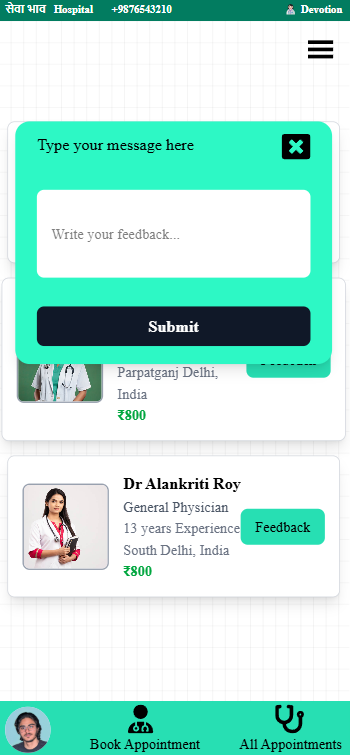 सेवा भाव Hospital +9876543210 Devotion
Type your message here
Write your feedback...
Submit
Parpatganj Delhi,
India
₹800
Dr Alankriti Roy
General Physician
13 years Experience
Feedback
South Delhi, India
₹800
Book Appointment
All Appointments